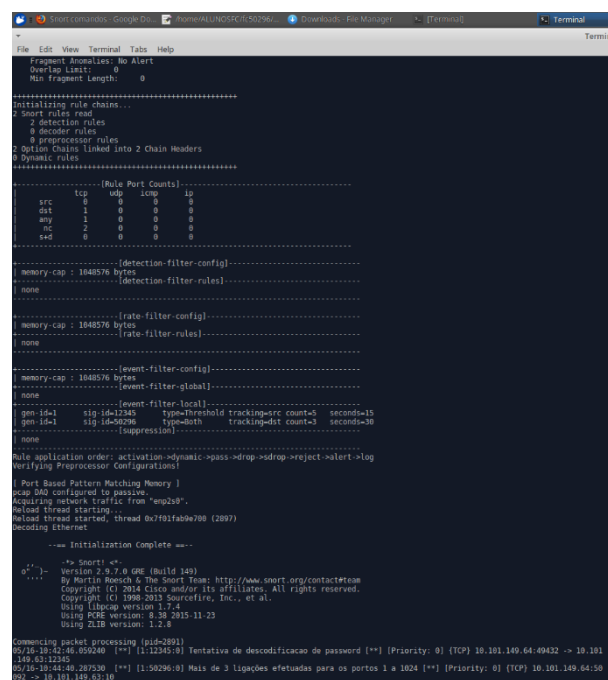 Snort comandos - Google Do...  /home/ALUNOSFC/fc50296/...  Downloads - File Manager  [Terminal]  Terminal
Termi
File Edit View Terminal Tabs Help
Fragment Anomalies: No Alert
Overlap Limit: 0
Min fragment Length: 0
+++++++++++++++++++++++++++++++++++++++++++++++++++
Initializing rule chains...
2 Snort rules read
2 detection rules
0 decoder rules
0 preprocessor rules
2 Option Chains linked into 2 Chain Headers
0 Dynamic rules
+++++++++++++++++++++++++++++++++++++++++++++++++++
+-------------------[Rule Port Counts]---------------------------------------
| tcp udp icmp ip
| src 0 0 0 0
| dst 1 0 0 0
| any 1 0 0 0
| nc 2 0 0 0
| s+d 0 0 0 0
+----------------------------------------------------------------------------
+-----------------------[detection-filter-config]------------------------------
| memory-cap : 1048576 bytes
+-----------------------[detection-filter-rules]-------------------------------
| none
-------------------------------------------------------------------------------
+-----------------------[rate-filter-config]-----------------------------------
| memory-cap : 1048576 bytes
+-----------------------[rate-filter-rules]------------------------------------
| none
-------------------------------------------------------------------------------
+-----------------------[event-filter-config]----------------------------------
| memory-cap : 1048576 bytes
+-----------------------[event-filter-global]----------------------------------
| none
+-----------------------[event-filter-local]-----------------------------------
| gen-id=1 sig-id=12345 type=Threshold tracking=src count=5 seconds=15
| gen-id=1 sig-id=50296 type=Both tracking=dst count=3 seconds=30
+-----------------------[suppression]------------------------------------------
| none
-------------------------------------------------------------------------------
Rule application order: activation->dynamic->pass->drop->sdrop->reject->alert->log
Verifying Preprocessor Configurations!
[ Port Based Pattern Matching Memory ]
pcap DAQ configured to passive.
Acquiring network traffic from "enp2s0".
Reload thread starting...
Reload thread started, thread 0x7f01fab9e700 (2897)
Decoding Ethernet
--== Initialization Complete ==--
,,_ -*> Snort! <*-
o" )~ Version 2.9.7.0 GRE (Build 149)
'''' By Martin Roesch & The Snort Team: http://www.snort.org/contact#team
Copyright (C) 2014 Cisco and/or its affiliates. All rights reserved.
Copyright (C) 1998-2013 Sourcefire, Inc., et al.
Using libpcap version 1.7.4
Using PCRE version: 8.38 2015-11-23
Using ZLIB version: 1.2.8
Commencing packet processing (pid=2891)
05/16-10:42:46.059240 [**] [1:12345:0] Tentativa de descodificacao de password [**] [Priority: 0] {TCP} 10.101.149.64:49432 -> 10.101
.149.63:12345
05/16-10:44:40.287530 [**] [1:50296:0] Mais de 3 ligações efetuadas para os portos 1 a 1024 [**] [Priority: 0] {TCP} 10.101.149.64:50
092 -> 10.101.149.63:10